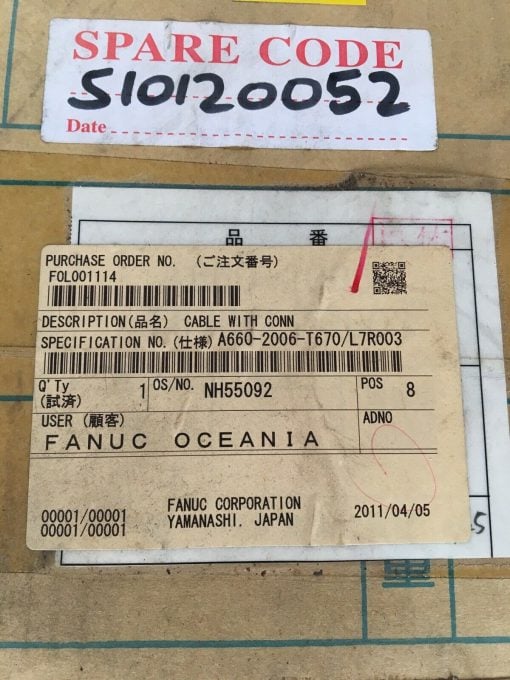 SPARE CODE
S10120052
Date
品 番
PURCHASE ORDER NO. (ご注文番号)
FOL001114
DESCRIPTION(品名) CABLE WITH CONN
SPECIFICATION NO.(仕様) A660-2006-T670/L7R003
Q'Ty (試済) 1 OS/NO. NH55092 POS 8
USER (顧客) ADNO
FANUC OCEANIA
00001/00001 FANUC CORPORATION
00001/00001 YAMANASHI. JAPAN 2011/04/05